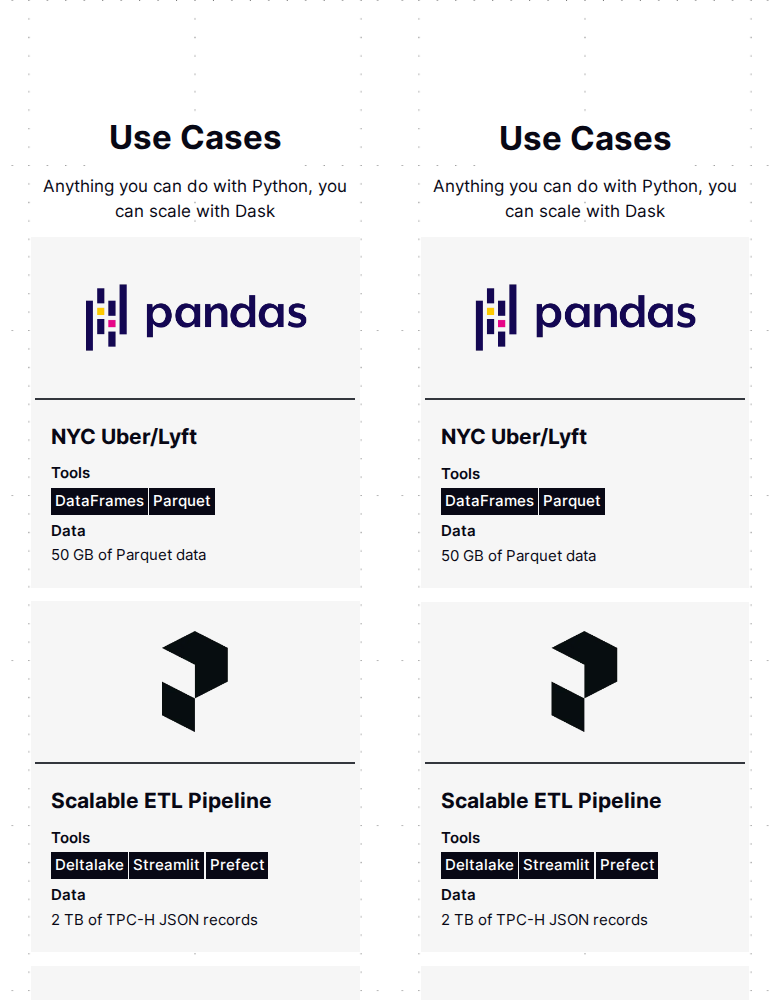 Use Cases
Anything you can do with Python, you
can scale with Dask
pandas
NYC Uber/Lyft
Tools
DataFrames Parquet
Data
50 GB of Parquet data
Scalable ETL Pipeline
Tools
Deltalake Streamlit Prefect
Data
2 TB of TPC-H JSON records
Use Cases
Anything you can do with Python, you
can scale with Dask
pandas
NYC Uber/Lyft
Tools
DataFrames Parquet
Data
50 GB of Parquet data
Scalable ETL Pipeline
Tools
Deltalake Streamlit Prefect
Data
2 TB of TPC-H JSON records